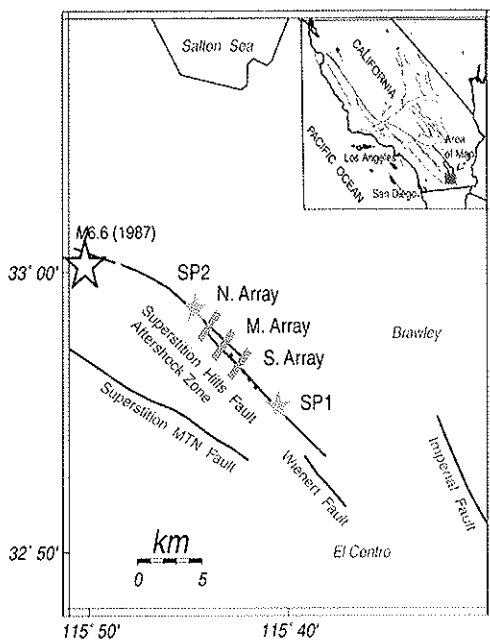 Salton Sea
CALIFORNIA
PACIFIC OCEAN
Area
of Map
Los Angeles
San Diego
M6.6 (1987)
33° 00'
SP2
N. Array
M. Array
S. Array
SP1
Superstition Hills Fault
Aftershock Zone
Brawley
Superstition MTN Fault
Wienert Fault
Imperial Fault
32° 50'
km
0 5
El Centro
115° 50'
115° 40'